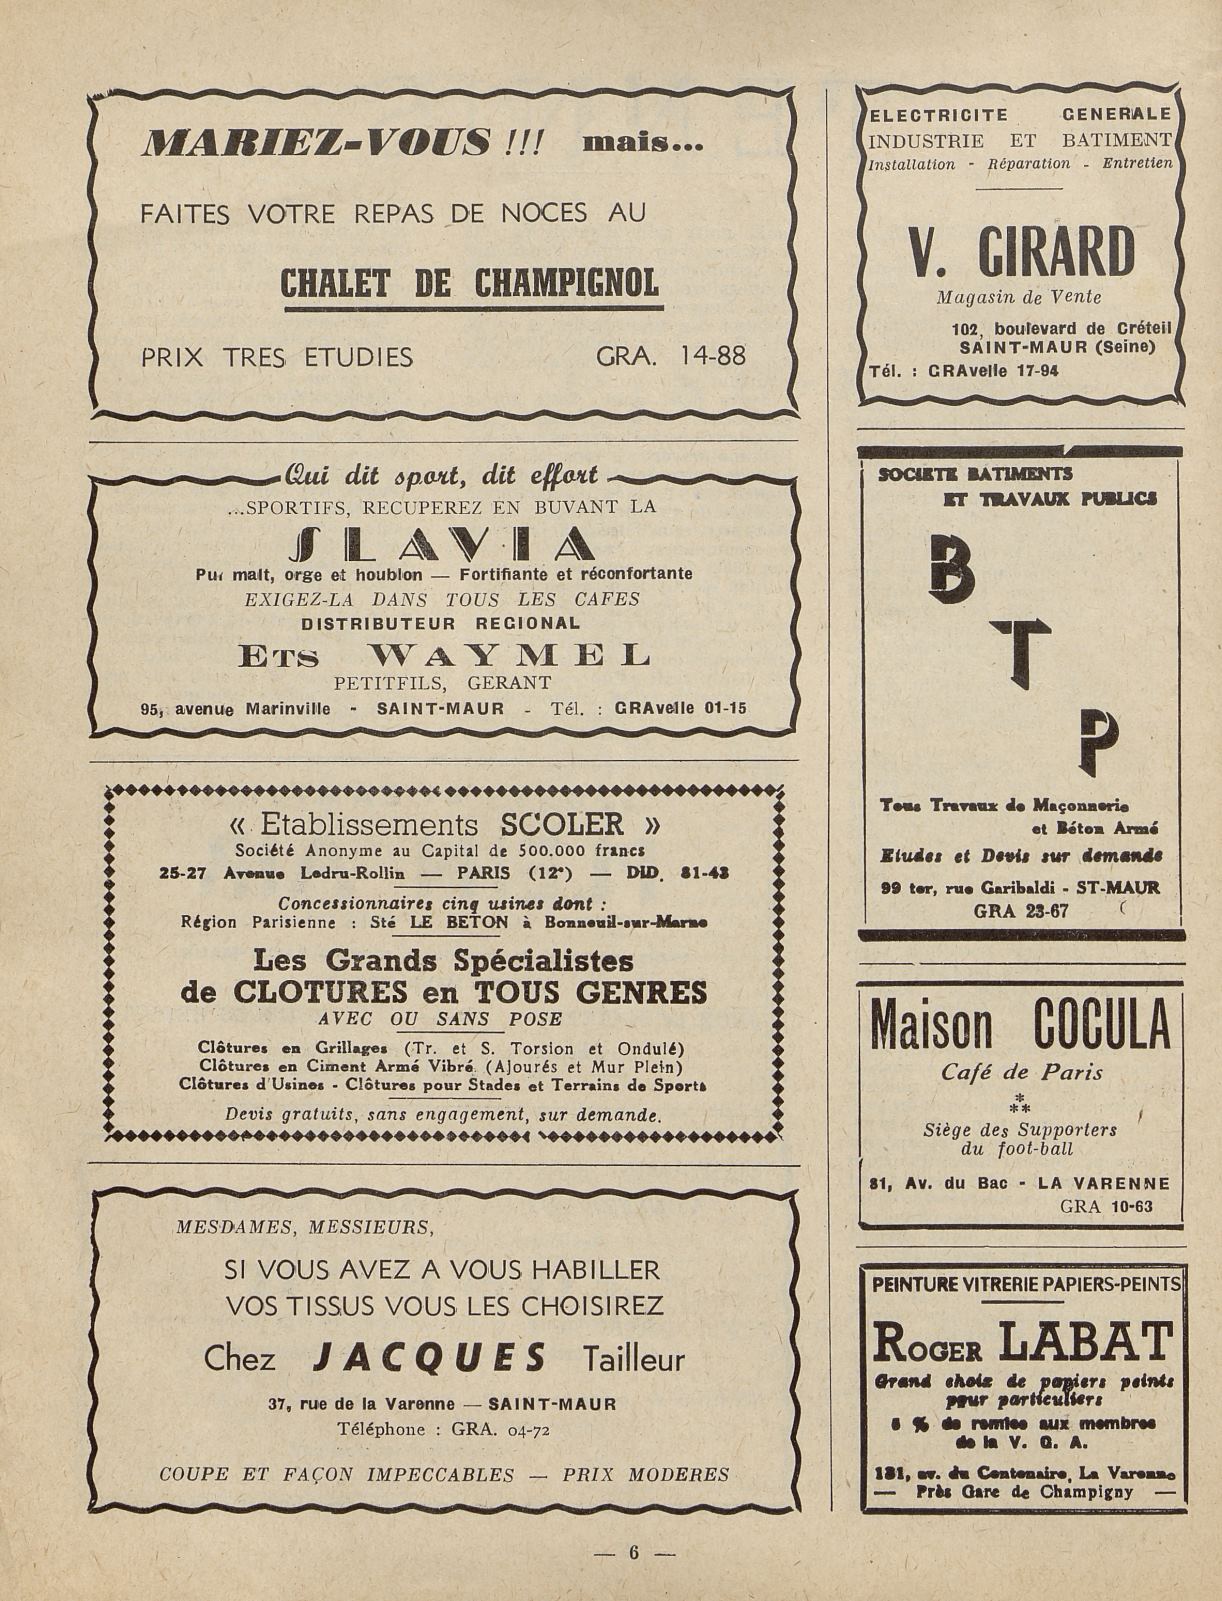 MARIEZ-VOUS !!! mais...
FAITES VOTRE REPAS DE NOCES AU
CHALET DE CHAMPIGNOL
PRIX TRES ETUDIES GRA. 14-88
Qui dit sport, dit effort
...SPORTIFS, RECUPEREZ EN BUVANT LA
SLAVIA
Pur malt, orge et houblon — Fortifiante et réconfortante
EXIGEZ-LA DANS TOUS LES CAFES
DISTRIBUTEUR REGIONAL
ETS WAYMEL
PETITFILS, GERANT
95, avenue Marinville - SAINT-MAUR - Tél. : GRAvelle 01-15
« Etablissements SCOLER »
Société Anonyme au Capital de 500.000 francs
25-27 Avenue Ledru-Rollin — PARIS (12e) — DID. 81-43
Concessionnaires cinq usines dont :
Région Parisienne : Sté LE BETON à Bonneuil-sur-Marne
Les Grands Spécialistes
de CLOTURES en TOUS GENRES
AVEC OU SANS POSE
Clôtures en Grillages (Tr. et S. Torsion et Ondulé)
Clôtures en Ciment Armé Vibré (Ajourés et Mur Plein)
Clôtures d'Usines - Clôtures pour Stades et Terrains de Sports
Devis gratuits, sans engagement, sur demande.
MESDAMES, MESSIEURS,
SI VOUS AVEZ A VOUS HABILLER
VOS TISSUS VOUS LES CHOISIREZ
Chez JACQUES Tailleur
37, rue de la Varenne — SAINT-MAUR
Téléphone : GRA. 04-72
COUPE ET FAÇON IMPECCABLES — PRIX MODERES
ELECTRICITE GENERALE
INDUSTRIE ET BATIMENT
Installation - Réparation - Entretien
V. GIRARD
Magasin de Vente
102, boulevard de Créteil
SAINT-MAUR (Seine)
Tél. : GRAvelle 17-94
SOCIETE BATIMENTS
ET TRAVAUX PUBLICS
B
T
P
Tous Travaux de Maçonnerie
et Béton Armé
Etudes et Devis sur demande
99 ter, rue Garibaldi - ST-MAUR
GRA 23-67
Maison COCULA
Café de Paris
*
**
Siège des Supporters
du foot-ball
81, Av. du Bac - LA VARENNE
GRA 10-63
PEINTURE VITRERIE PAPIERS-PEINTS
ROGER LABAT
Grand choix de papiers peints
pour particuliers
5 % de remise aux membres
de la V. G. A.
181, av. du Centenaire, La Varenne
— Près Gare de Champigny —
— 6 —